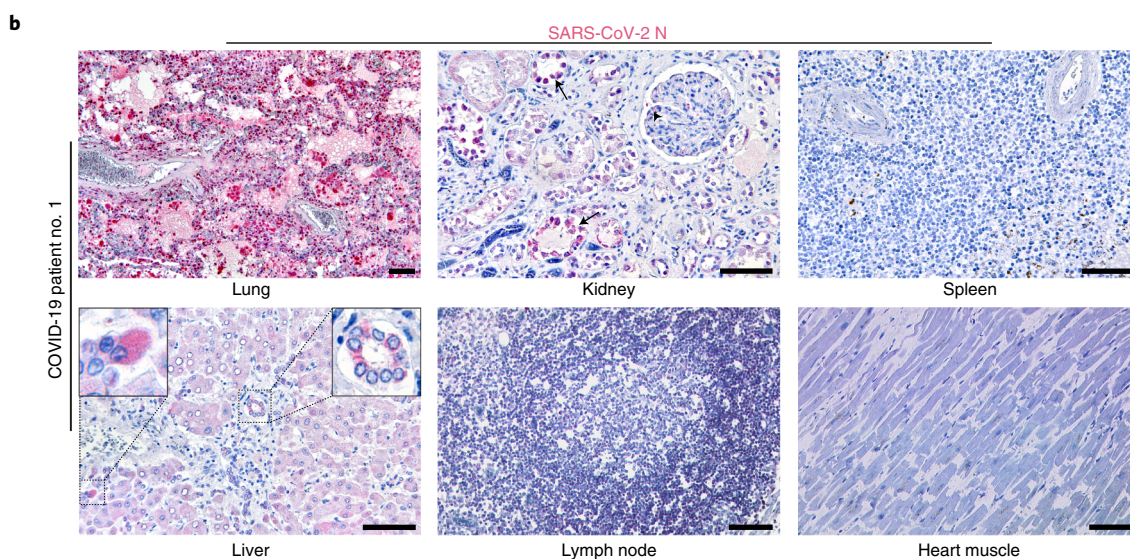 b
SARS-CoV-2 N
COVID-19 patient no. 1
Lung
Kidney
Spleen
Liver
Lymph node
Heart muscle